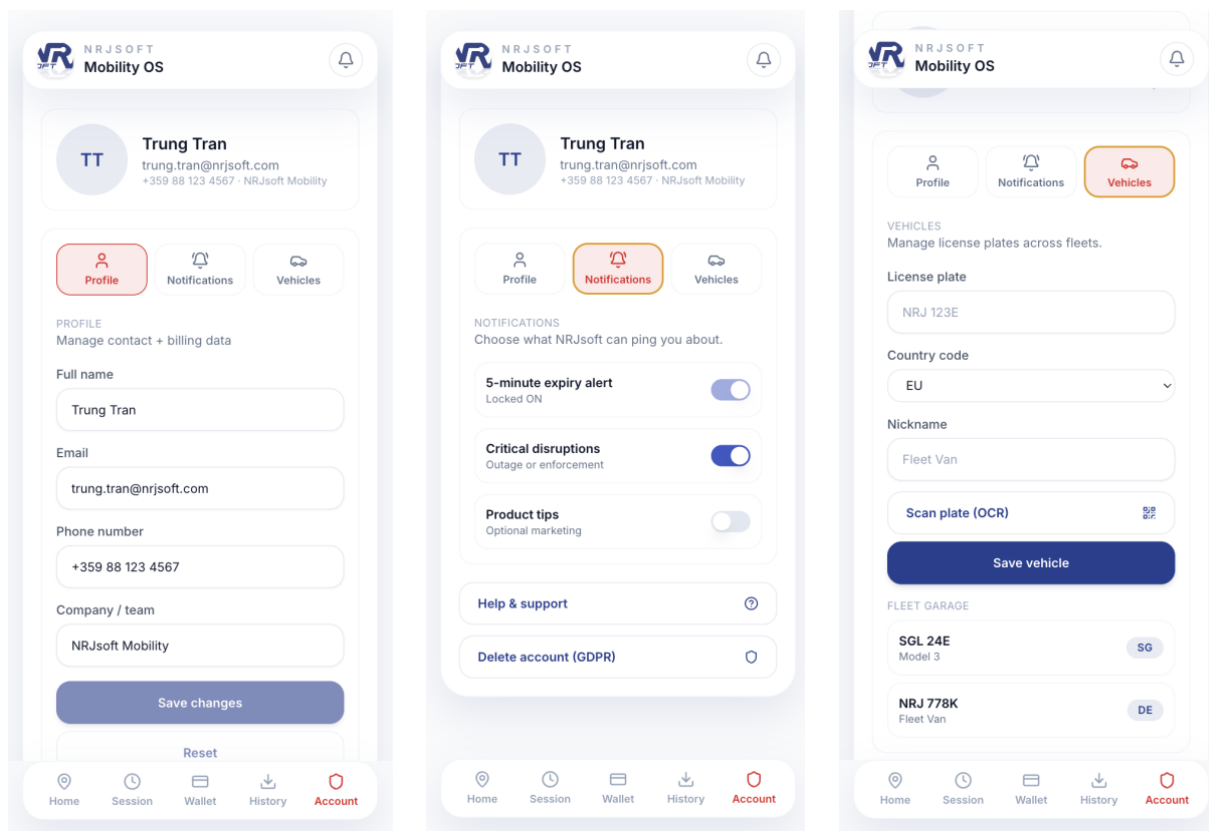 NRJSOFT
Mobility OS
TT
Trung Tran
trung.tran@nrjsoft.com
+359 88 123 4567 · NRJsoft Mobility
Profile
Notifications
Vehicles
PROFILE
Manage contact + billing data
Full name
Trung Tran
Email
trung.tran@nrjsoft.com
Phone number
+359 88 123 4567
Company / team
NRJsoft Mobility
Save changes
Reset
Home
Session
Wallet
History
Account
NRJSOFT
Mobility OS
TT
Trung Tran
trung.tran@nrjsoft.com
+359 88 123 4567 · NRJsoft Mobility
Profile
Notifications
Vehicles
NOTIFICATIONS
Choose what NRJsoft can ping you about.
5-minute expiry alert
Locked ON
Critical disruptions
Outage or enforcement
Product tips
Optional marketing
Help & support
Delete account (GDPR)
Home
Session
Wallet
History
Account
NRJSOFT
Mobility OS
Profile
Notifications
Vehicles
VEHICLES
Manage license plates across fleets.
License plate
NRJ 123E
Country code
EU
Nickname
Fleet Van
Scan plate (OCR)
Save vehicle
FLEET GARAGE
SGL 24E
Model 3
SG
NRJ 778K
Fleet Van
DE
Home
Session
Wallet
History
Account